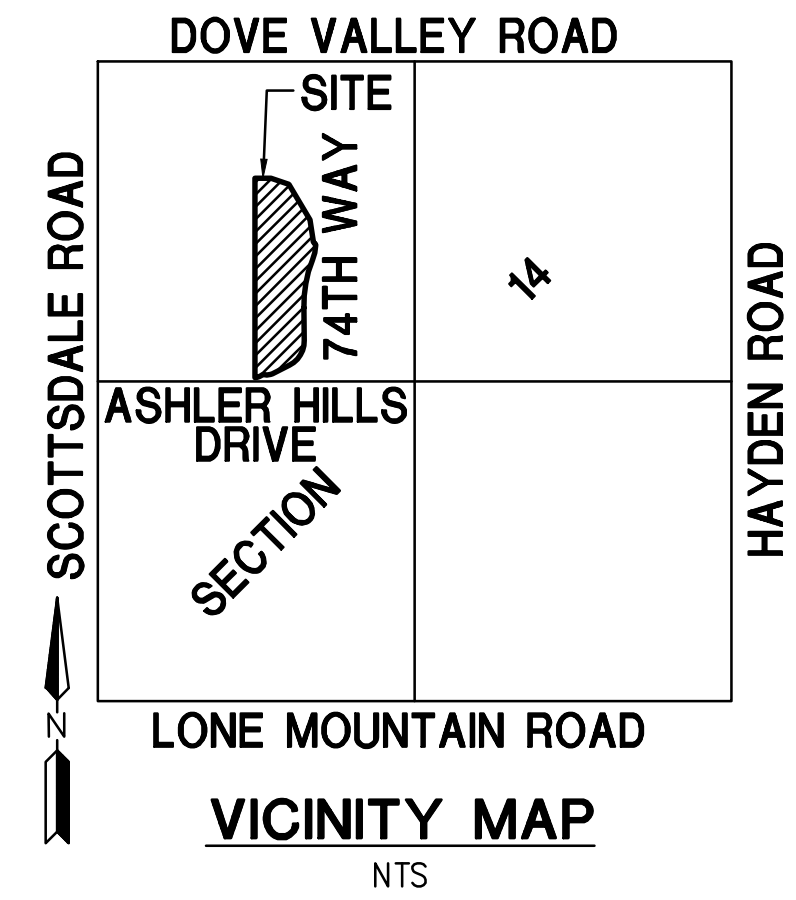 DOVE VALLEY ROAD
SITE
74TH WAY
SCOTTSDALE ROAD
14
HAYDEN ROAD
ASHLER HILLS
DRIVE
SECTION
N
LONE MOUNTAIN ROAD
VICINITY MAP
NTS